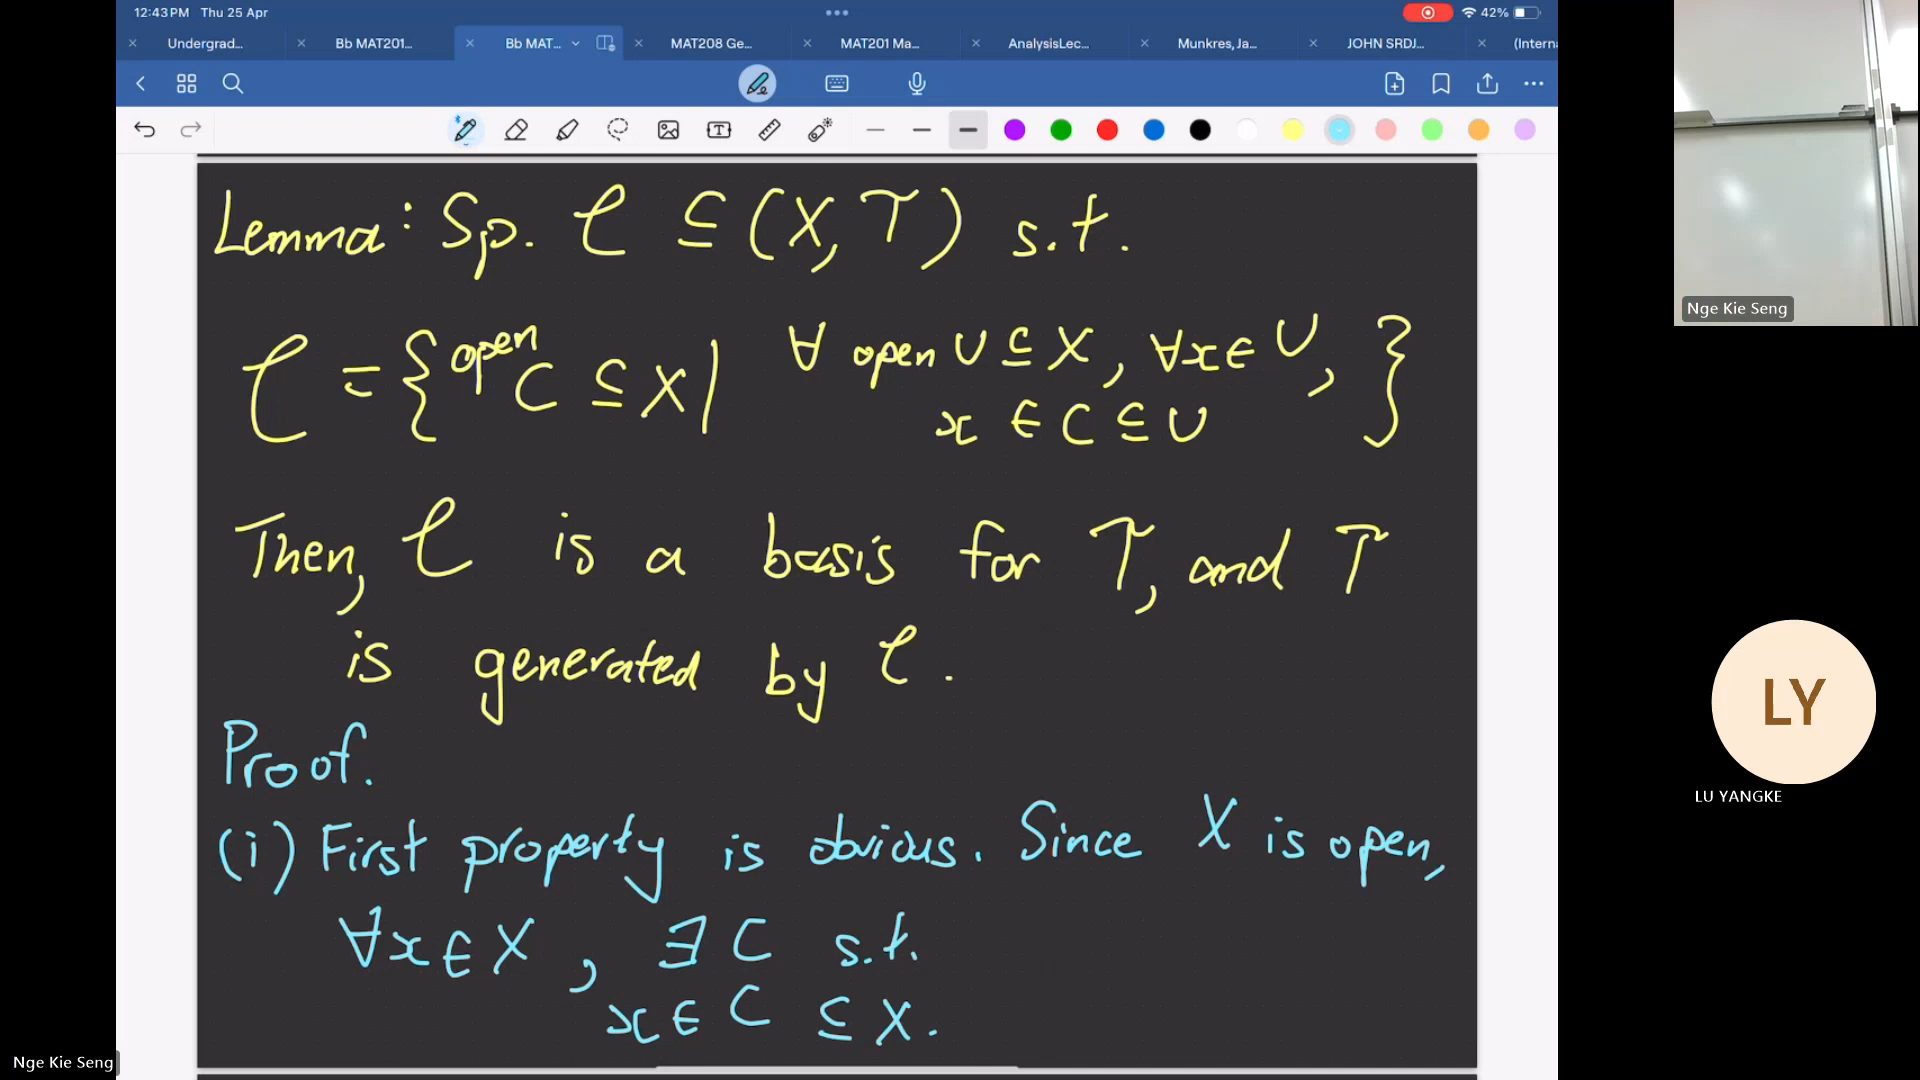 12:43 PM Thu 25 Apr
42%
Undergrad...
Bb MAT201...
Bb MAT...
MAT208 Ge...
MAT201 Ma...
AnalysisLec...
Munkres, Ja...
JOHN SRDJ...
(Intern
Lemma: Sp. 𝒞 ⊆ (X, 𝒯) s.t.
𝒞 = { open C ⊆ X | ∀ open U ⊆ X, ∀x ∈ U, x ∈ C ⊆ U }
Then, 𝒞 is a basis for 𝒯, and 𝒯
is generated by 𝒞.
Proof.
(i) First property is obvious. Since X is open,
∀x ∈ X, ∃ C s.t.
x ∈ C ⊆ X.
Nge Kie Seng
LY
LU YANGKE
Nge Kie Seng